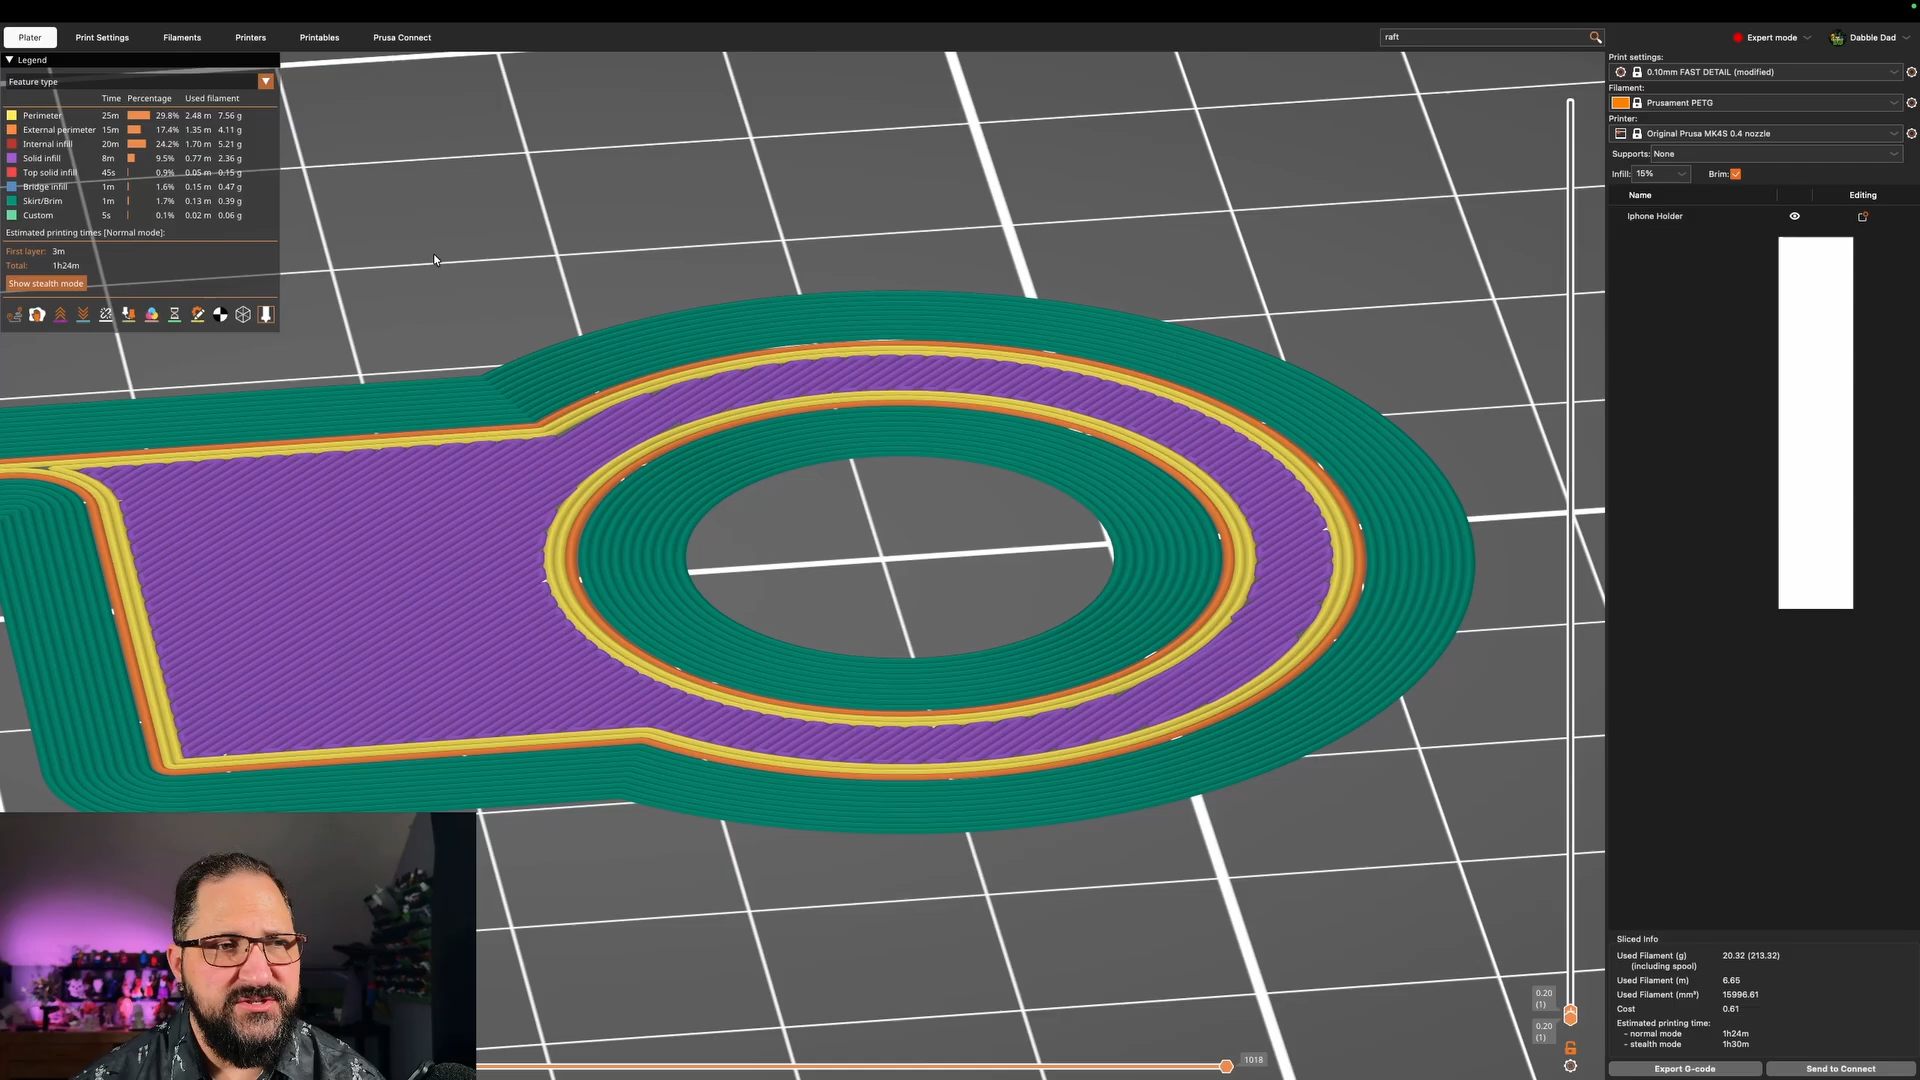 Plater Print Settings Filaments Printers Printables Prusa Connect raft Expert mode Dabble Dad
Legend
Feature type
Time Percentage Used filament
Perimeter 25m 29.8% 2.48 m 7.56 g
External perimeter 15m 17.4% 1.35 m 4.11 g
Internal infill 20m 24.2% 1.70 m 5.21 g
Solid infill 8m 9.5% 0.77 m 2.36 g
Top solid infill 45s 0.9% 0.05 m 0.15 g
Bridge infill 1m 1.6% 0.15 m 0.47 g
Skirt/Brim 1m 1.7% 0.13 m 0.39 g
Custom 5s 0.1% 0.02 m 0.06 g
Estimated printing times [Normal mode]:
First layer: 3m
Total: 1h24m
Show stealth mode
Print settings:
0.10mm FAST DETAIL (modified)
Filament:
Prusament PETG
Printer:
Original Prusa MK4S 0.4 nozzle
Supports: None
Infill: 15% Brim:
Name Editing
Iphone Holder
0.20
(1)
0.20
(1)
1018
Sliced Info
Used Filament (g) 20.32 (213.32)
(including spool)
Used Filament (m) 6.65
Used Filament (mm³) 15996.61
Cost 0.61
Estimated printing time:
- normal mode 1h24m
- stealth mode 1h30m
Export G-code Send to Connect